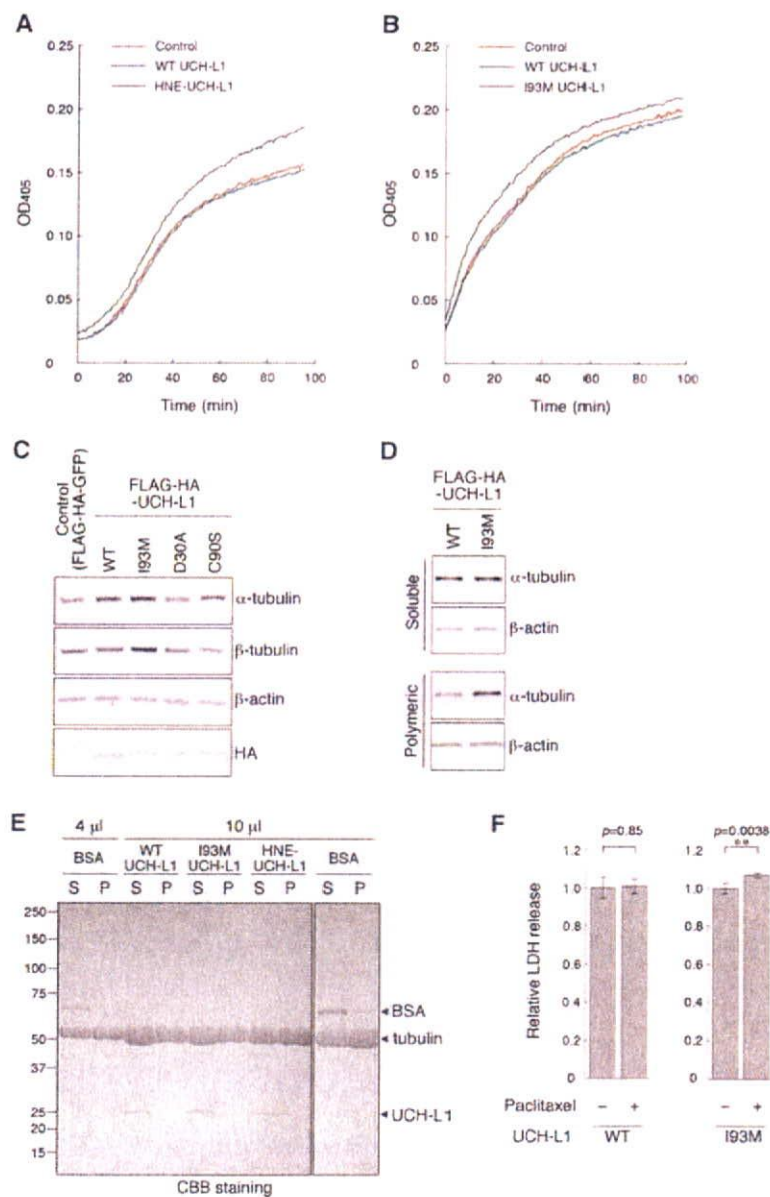 A
Control
WT UCH-L1
HNE-UCH-L1
0.25
0.20
0.15
0.10
0.05
0
OD405
0 20 40 60 80 100
Time (min)
B
Control
WT UCH-L1
I93M UCH-L1
0.25
0.20
0.15
0.10
0.05
0
OD405
0 20 40 60 80 100
Time (min)
C
Control
(FLAG-HA-GFP)
FLAG-HA
-UCH-L1
WT
I93M
D30A
C90S
α-tubulin
β-tubulin
β-actin
HA
D
FLAG-HA
-UCH-L1
WT
I93M
Soluble
α-tubulin
β-actin
Polymeric
α-tubulin
β-actin
E
4 µl 10 µl
BSA WT UCH-L1 I93M UCH-L1 HNE-UCH-L1 BSA
S P S P S P S P S P
250
150
100
75
50
37
25
20
15
BSA
tubulin
UCH-L1
CBB staining
F
p=0.85
1.2
1.0
0.8
0.6
0.4
0.2
0
Relative LDH release
p=0.0038
**
1.2
1.0
0.8
0.6
0.4
0.2
0
Paclitaxel − + − +
UCH-L1 WT I93M